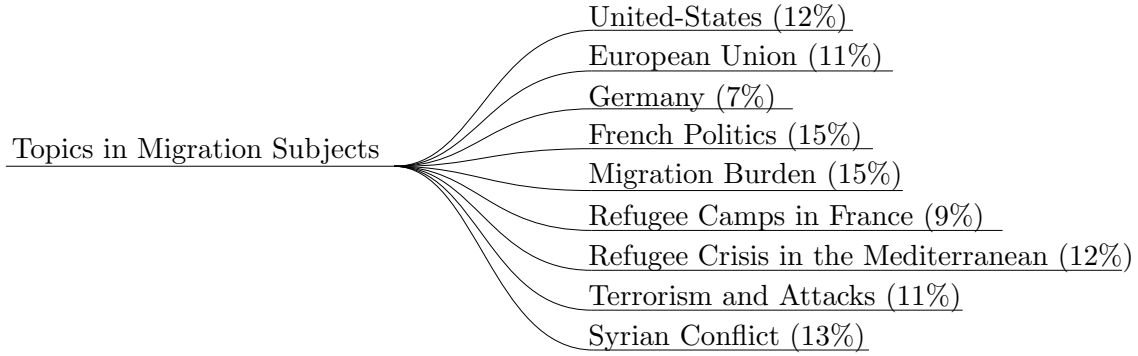 United-States (12%)
European Union (11%)
Germany (7%)
French Politics (15%)
Topics in Migration Subjects
Migration Burden (15%)
Refugee Camps in France (9%)
Refugee Crisis in the Mediterranean (12%)
Terrorism and Attacks (11%)
Syrian Conflict (13%)